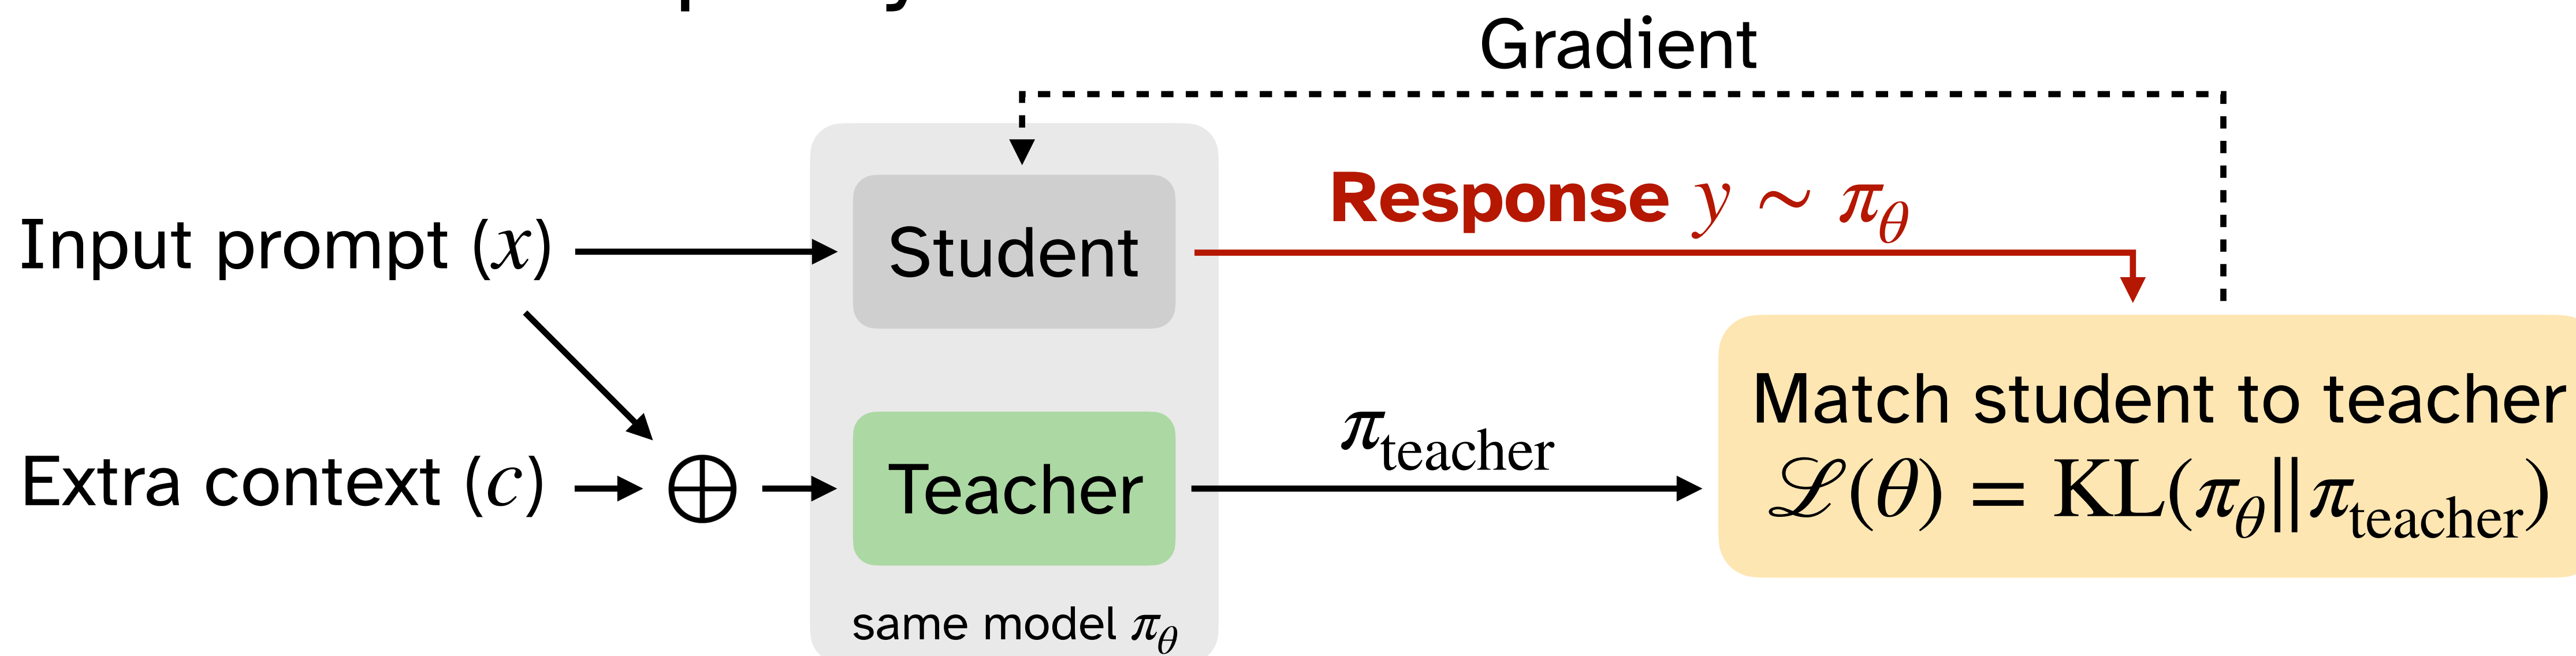 Gradient
Response y ∼ π_θ
Input prompt (x)
Student
Match student to teacher
π_teacher
Extra context (c)
⊕
Teacher
ℒ(θ) = KL(π_θ||π_teacher)
same model π_θ